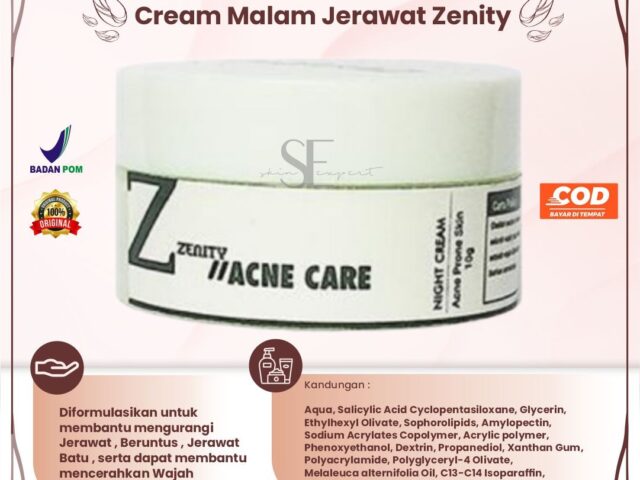 Cream Malam Jerawat Zenity
SE
skin expert
BADAN POM
100%
ORIGINAL
COD
BAYAR DI TEMPAT
Z
ZENITY
ACNE CARE
NIGHT CREAM
Acne Prone Skin
10g
Diformulasikan untuk
membantu mengurangi
Jerawat , Beruntus , Jerawat
Batu , serta dapat membantu
mencerahkan Wajah
Kandungan :
Aqua, Salicylic Acid Cyclopentasiloxane, Glycerin,
Ethylhexyl Olivate, Sophorolipids, Amylopectin,
Sodium Acrylates Copolymer, Acrylic polymer,
Phenoxyethanol, Dextrin, Propanediol, Xanthan Gum,
Polyacrylamide, Polyglyceryl-4 Olivate,
Melaleuca alternifolia Oil, C13-C14 Isoparaffin,